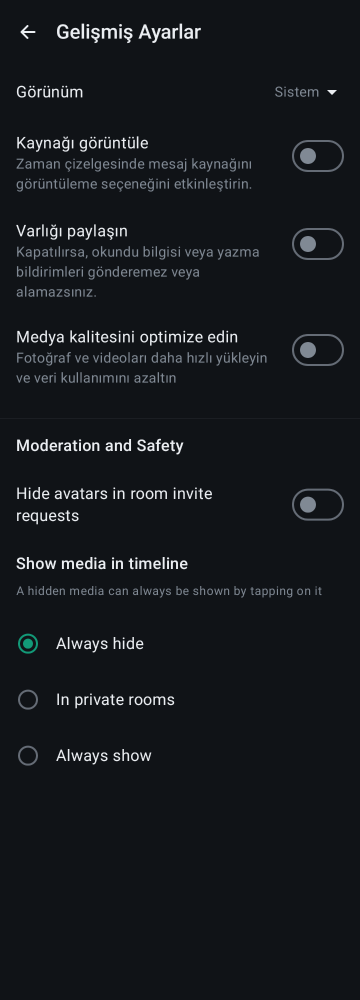 Gelişmiş Ayarlar
Görünüm
Sistem
Kaynağı görüntüle
Zaman çizelgesinde mesaj kaynağını
görüntüleme seçeneğini etkinleştirin.
Varlığı paylaşın
Kapatılırsa, okundu bilgisi veya yazma
bildirimleri gönderemez veya
alamazsınız.
Medya kalitesini optimize edin
Fotoğraf ve videoları daha hızlı yükleyin
ve veri kullanımını azaltın
Moderation and Safety
Hide avatars in room invite
requests
Show media in timeline
A hidden media can always be shown by tapping on it
Always hide
In private rooms
Always show